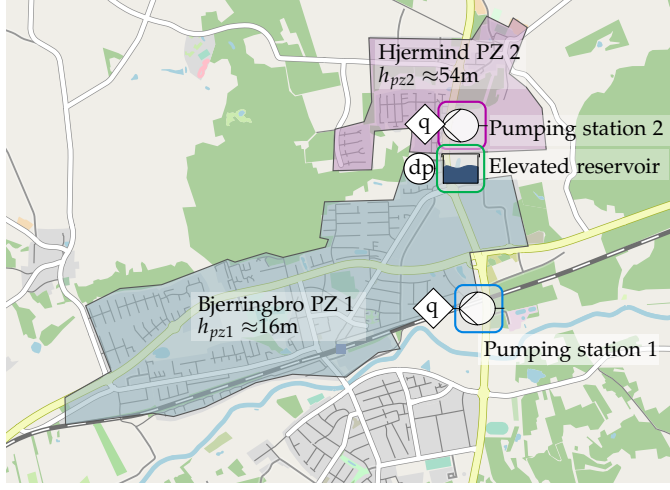 Hjermind PZ 2
h_pz2 ≈54m
q
Pumping station 2
dp
Elevated reservoir
Bjerringbro PZ 1
h_pz1 ≈16m
q
Pumping station 1